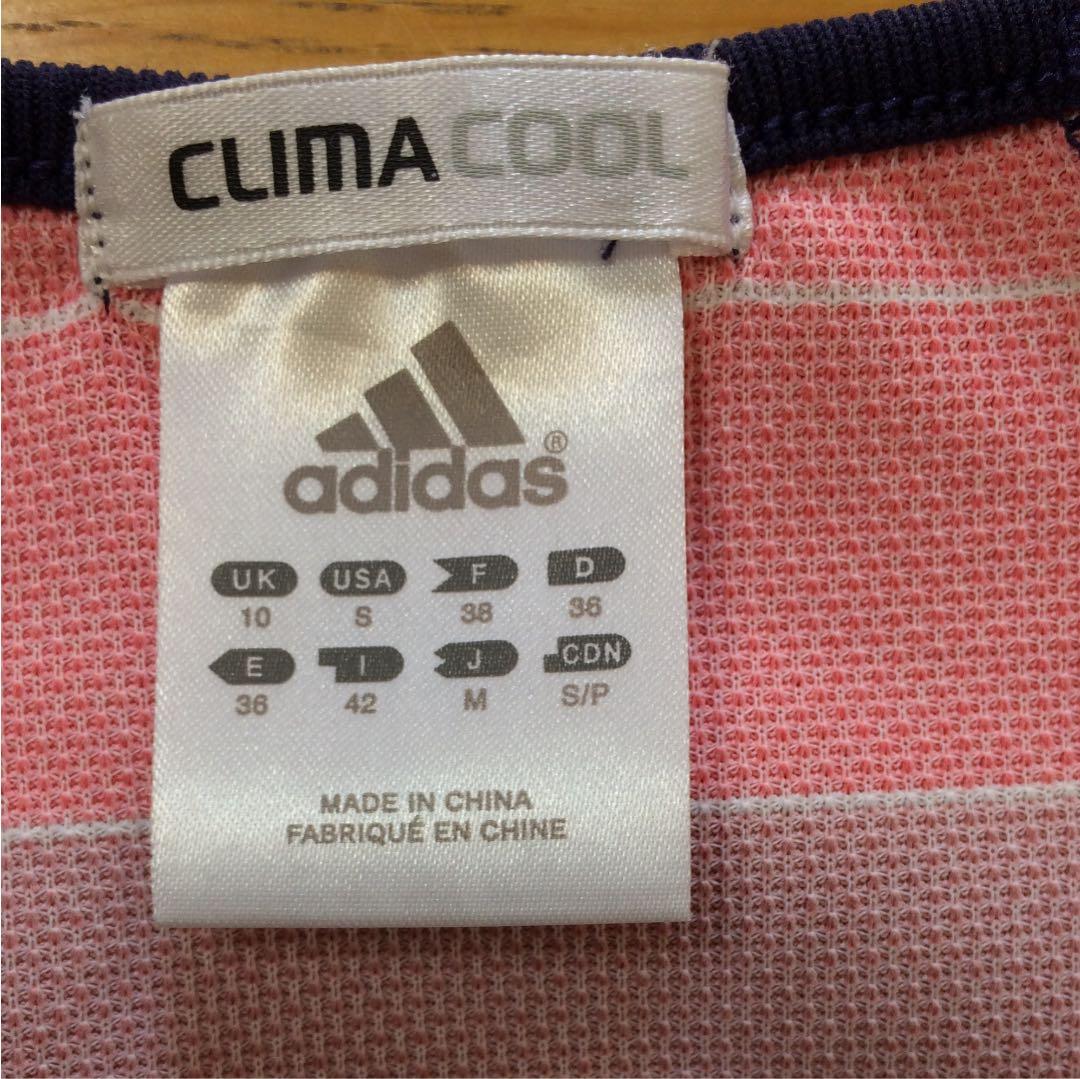 CLIMACOOL
adidas®
UK USA F D
10 S 38 36
E I J CDN
36 42 M S/P
MADE IN CHINA
FABRIQUÉ EN CHINE